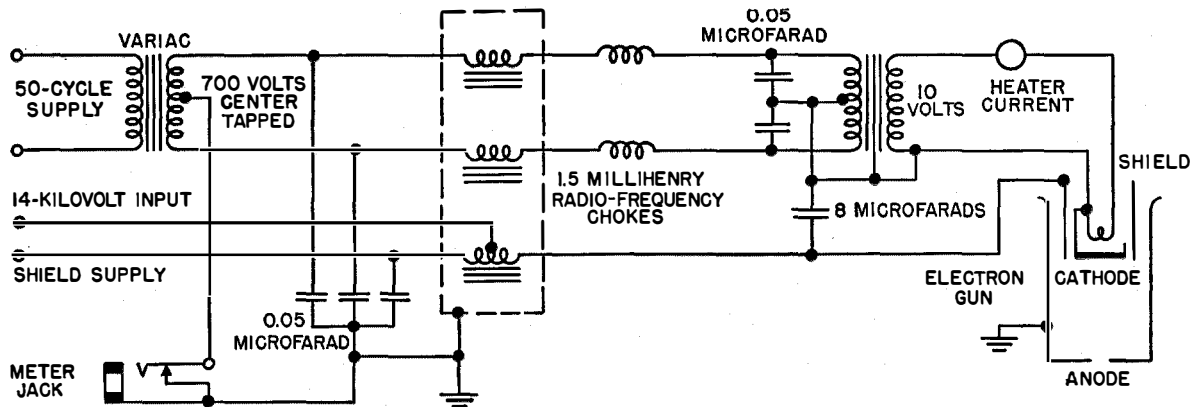 VARIAC
50-CYCLE
SUPPLY
700 VOLTS
CENTER
TAPPED
0.05
MICROFARAD
10
VOLTS
HEATER
CURRENT
SHIELD
14-KILOVOLT INPUT
1.5 MILLIHENRY
RADIO-FREQUENCY
CHOKES
8 MICROFARADS
SHIELD SUPPLY
ELECTRON
GUN
CATHODE
0.05
MICROFARAD
METER
JACK
V
ANODE